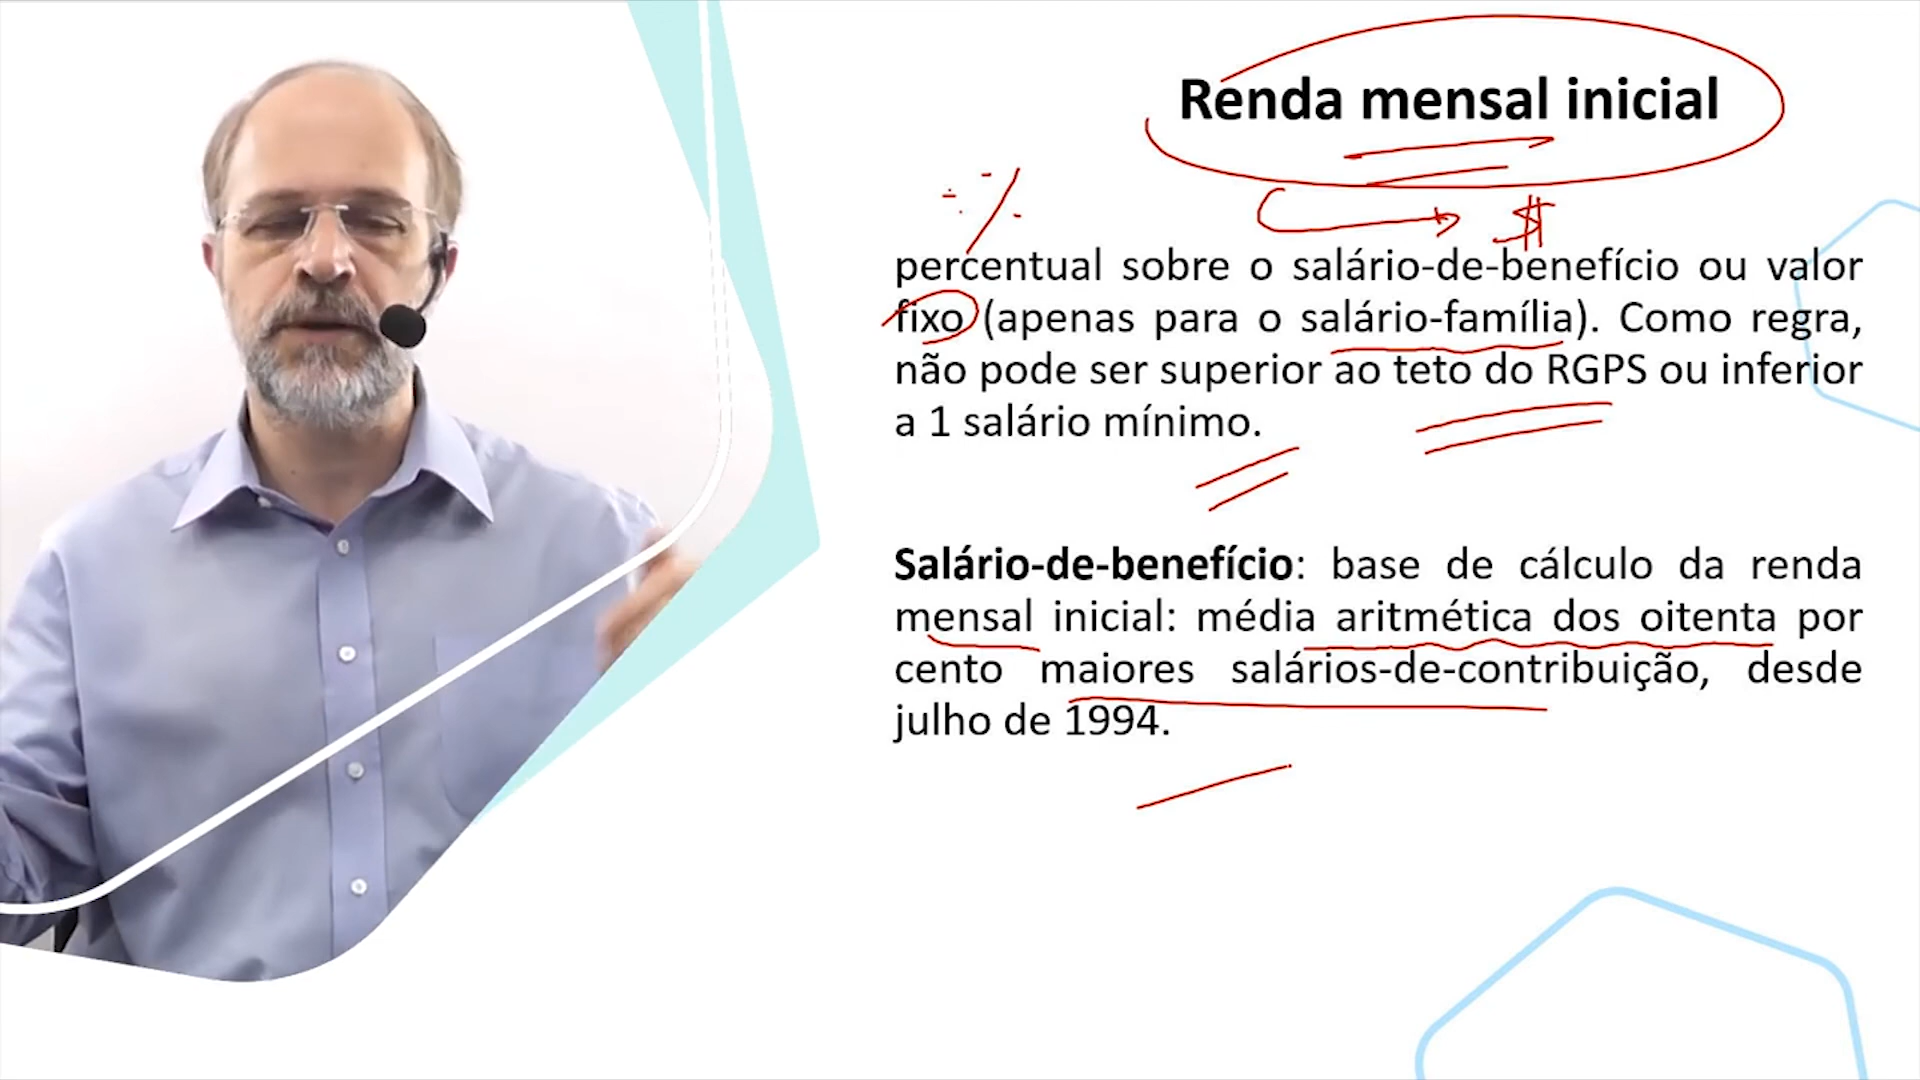 Renda mensal inicial
%
$
percentual sobre o salário-de-benefício ou valor
fixo (apenas para o salário-família). Como regra,
não pode ser superior ao teto do RGPS ou inferior
a 1 salário mínimo.
Salário-de-benefício: base de cálculo da renda
mensal inicial: média aritmética dos oitenta por
cento maiores salários-de-contribuição, desde
julho de 1994.